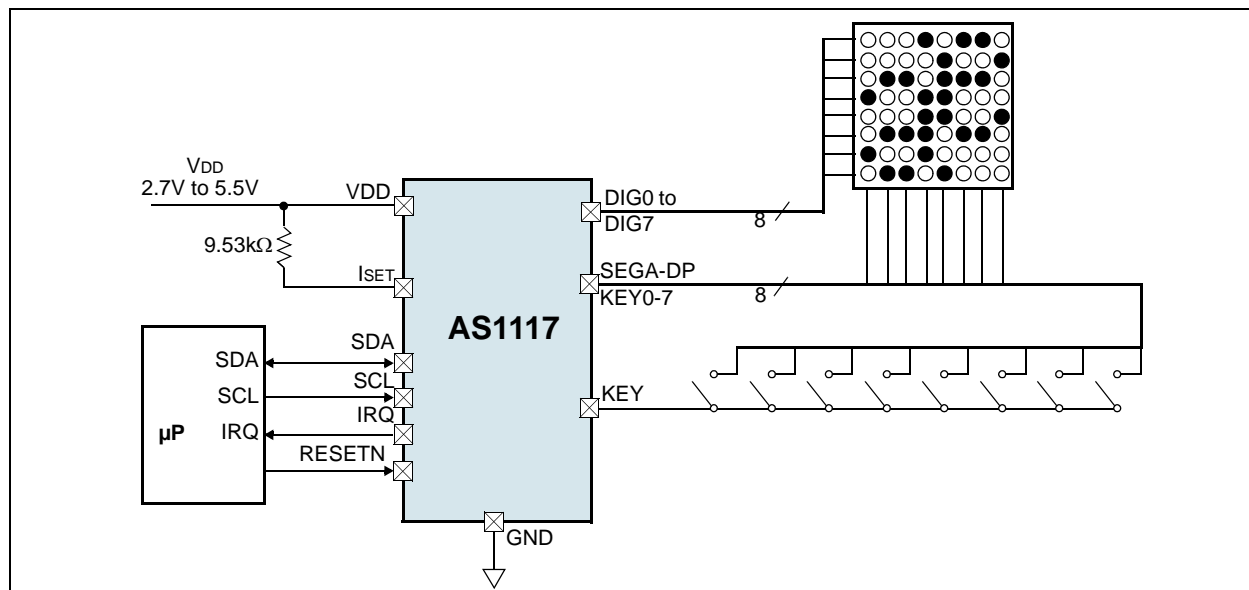 VDD
2.7V to 5.5V
9.53kΩ
VDD
ISET
SDA
SCL
IRQ
RESETN
µP
SDA
SCL
IRQ
AS1117
GND
DIG0 to
DIG7
8
SEGA-DP
KEY0-7
8
KEY